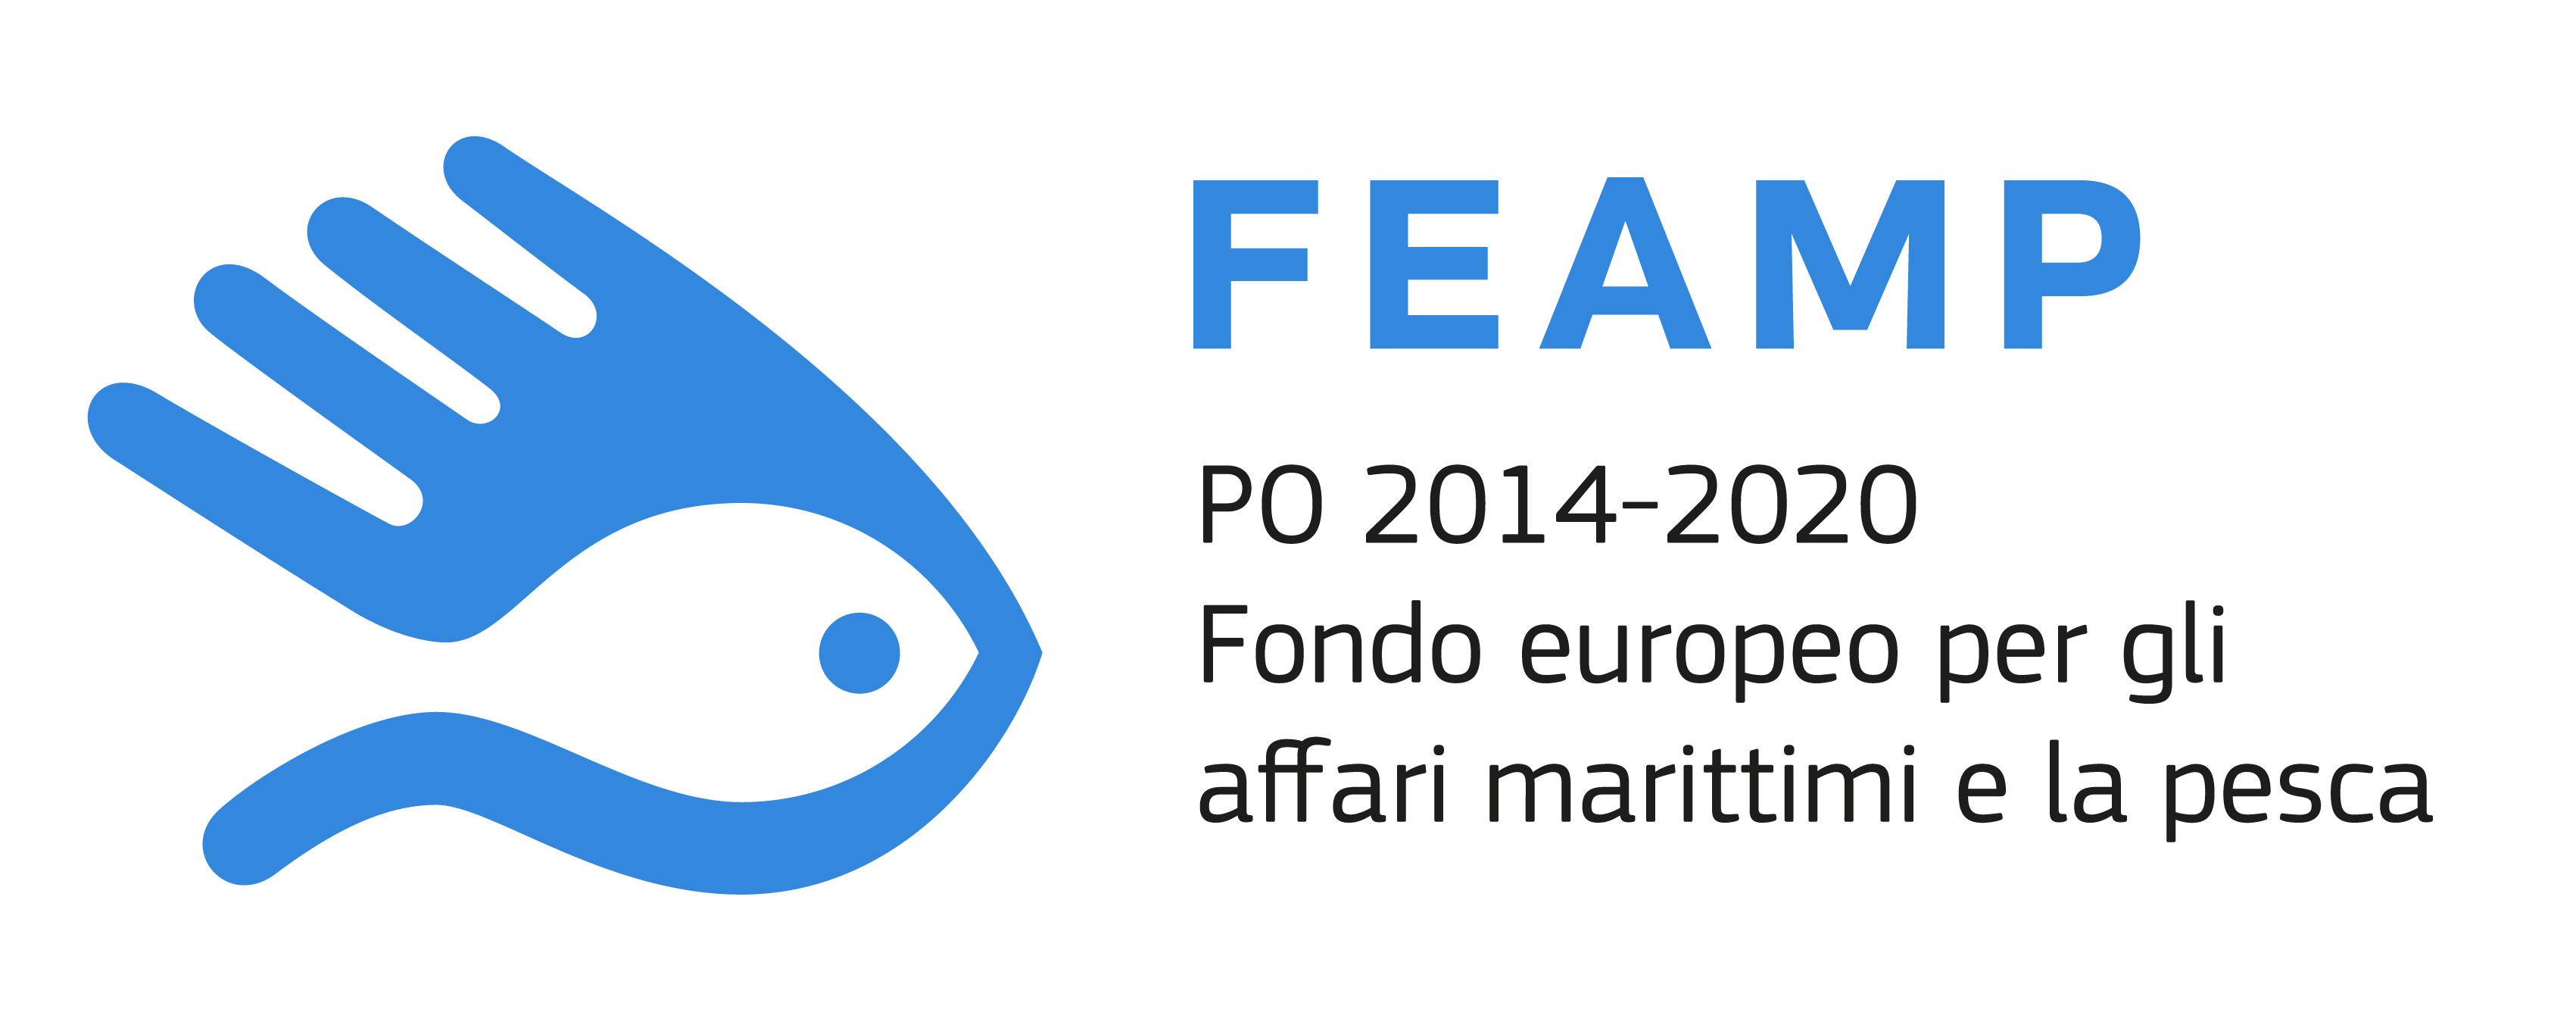 FEAMP
PO 2014-2020
Fondo europeo per gli
affari marittimi e la pesca